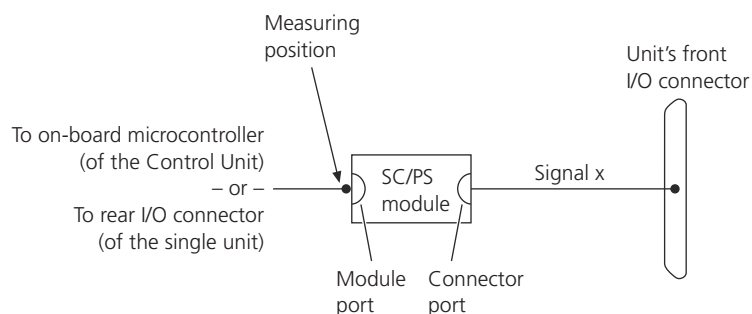 Measuring
position
Unit's front
I/O connector
To on-board microcontroller
(of the Control Unit)
– or –
To rear I/O connector
(of the single unit)
SC/PS
module
Signal x
Module
port
Connector
port